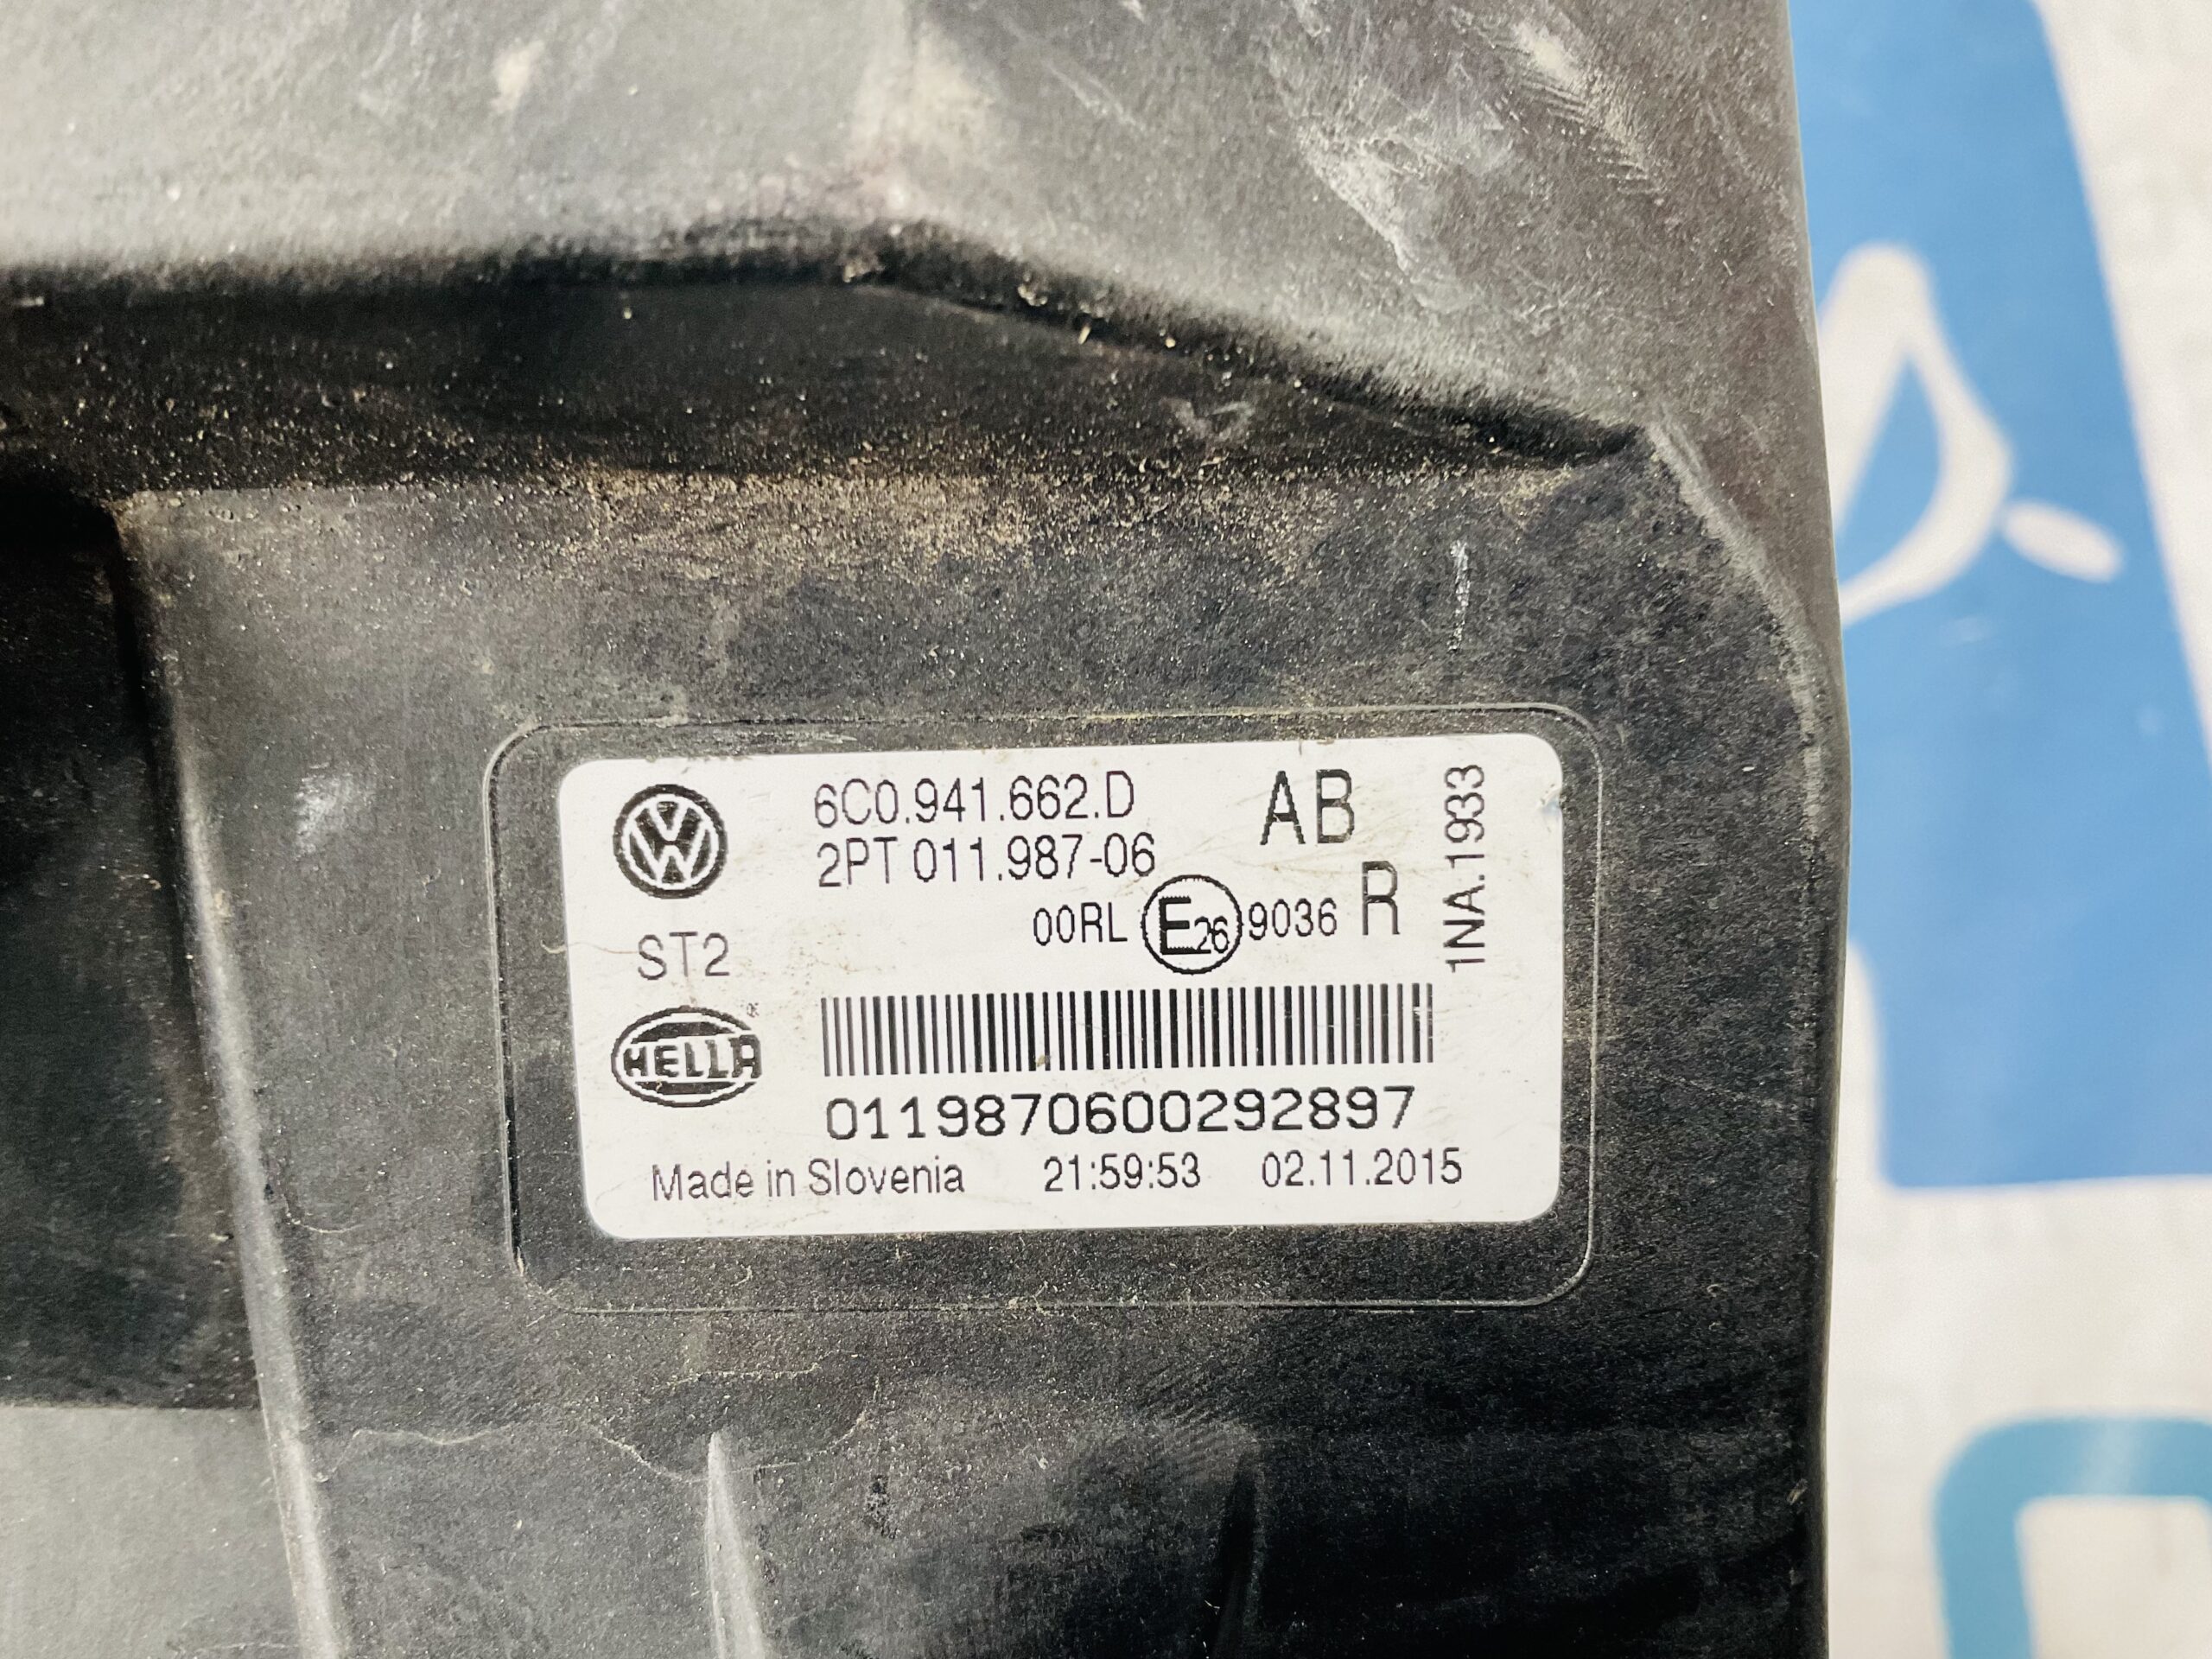 6C0.941.662.D
AB
2PT 011.987-06
R
1NA.1933
00RL E26 9036
ST2
HELLA®
0119870600292897
Made in Slovenia 21:59:53 02.11.2015